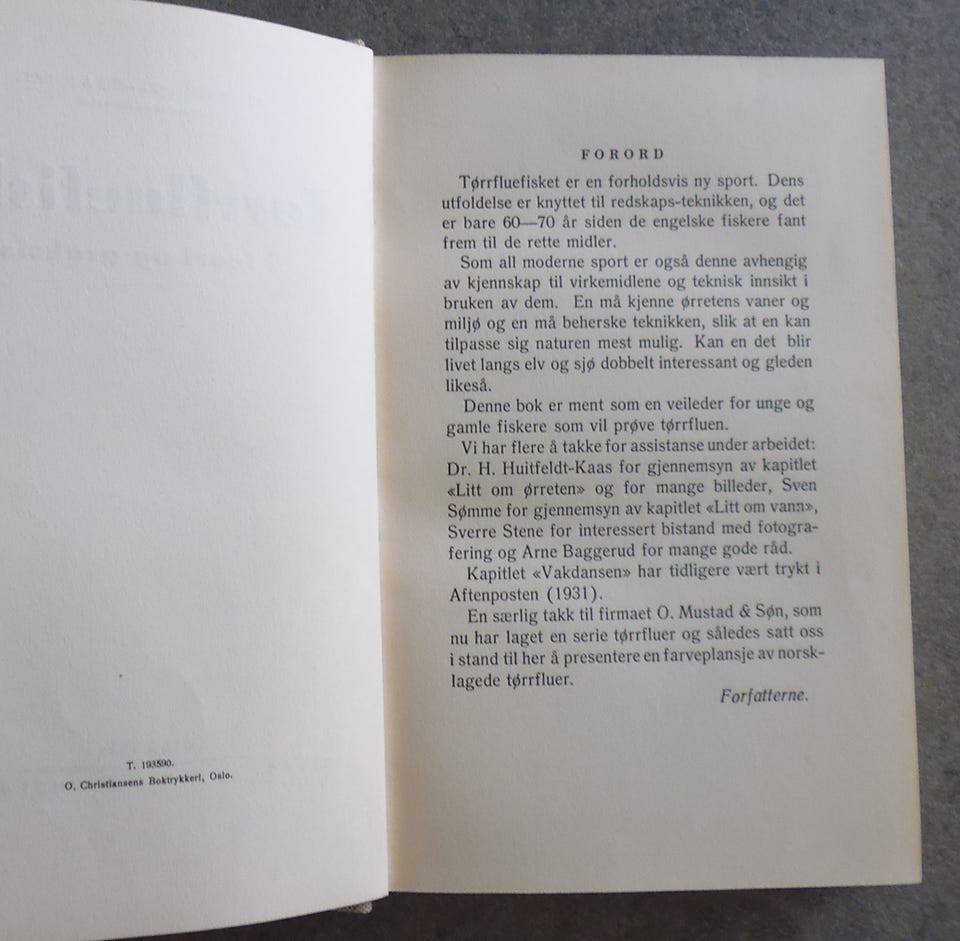 T. 193590.
O. Christiansens Boktrykkeri, Oslo.
FORORD
Tørrfluefisket er en forholdsvis ny sport. Dens
utfoldelse er knyttet til redskaps-teknikken, og det
er bare 60—70 år siden de engelske fiskere fant
frem til de rette midler.
Som all moderne sport er også denne avhengig
av kjennskap til virkemidlene og teknisk innsikt i
bruken av dem. En må kjenne ørretens vaner og
miljø og en må beherske teknikken, slik at en kan
tilpasse sig naturen mest mulig. Kan en det blir
livet langs elv og sjø dobbelt interessant og gleden
likeså.
Denne bok er ment som en veileder for unge og
gamle fiskere som vil prøve tørrfluen.
Vi har flere å takke for assistanse under arbeidet:
Dr. H. Huitfeldt-Kaas for gjennemsyn av kapitlet
«Litt om ørreten» og for mange billeder, Sven
Sømme for gjennemsyn av kapitlet «Litt om vann»,
Sverre Stene for interessert bistand med fotogra-
fering og Arne Baggerud for mange gode råd.
Kapitlet «Vakdansen» har tidligere vært trykt i
Aftenposten (1931).
En særlig takk til firmaet O. Mustad & Søn, som
nu har laget en serie tørrfluer og således satt oss
i stand til her å presentere en farveplansje av norsk-
lagede tørrfluer.
Forfatterne.